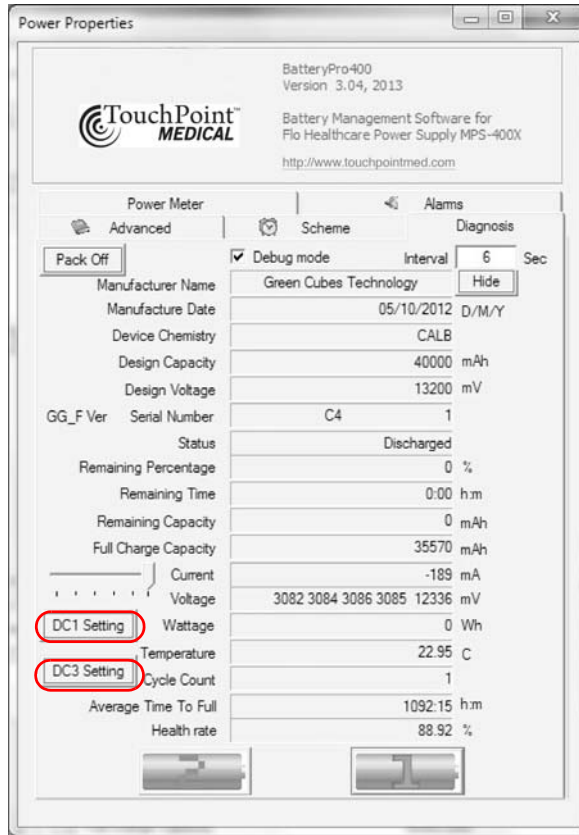 Power Properties
BatteryPro400
Version 3.04, 2013
TouchPoint™
MEDICAL
Battery Management Software for
Flo Healthcare Power Supply MPS-400X
http://www.touchpointmed.com
Power Meter Alarms
Advanced Scheme Diagnosis
Pack Off Debug mode Interval 6 Sec
Manufacturer Name Green Cubes Technology Hide
Manufacture Date 05/10/2012 D/M/Y
Device Chemistry CALB
Design Capacity 40000 mAh
Design Voltage 13200 mV
GG_F Ver Serial Number C4 1
Status Discharged
Remaining Percentage 0 %
Remaining Time 0:00 h:m
Remaining Capacity 0 mAh
Full Charge Capacity 35570 mAh
Current -189 mA
Voltage 3082 3084 3086 3085 12336 mV
DC1 Setting Wattage 0 Wh
Temperature 22.95 C
DC3 Setting Cycle Count 1
Average Time To Full 1092:15 h:m
Health rate 88.92 %
2 1